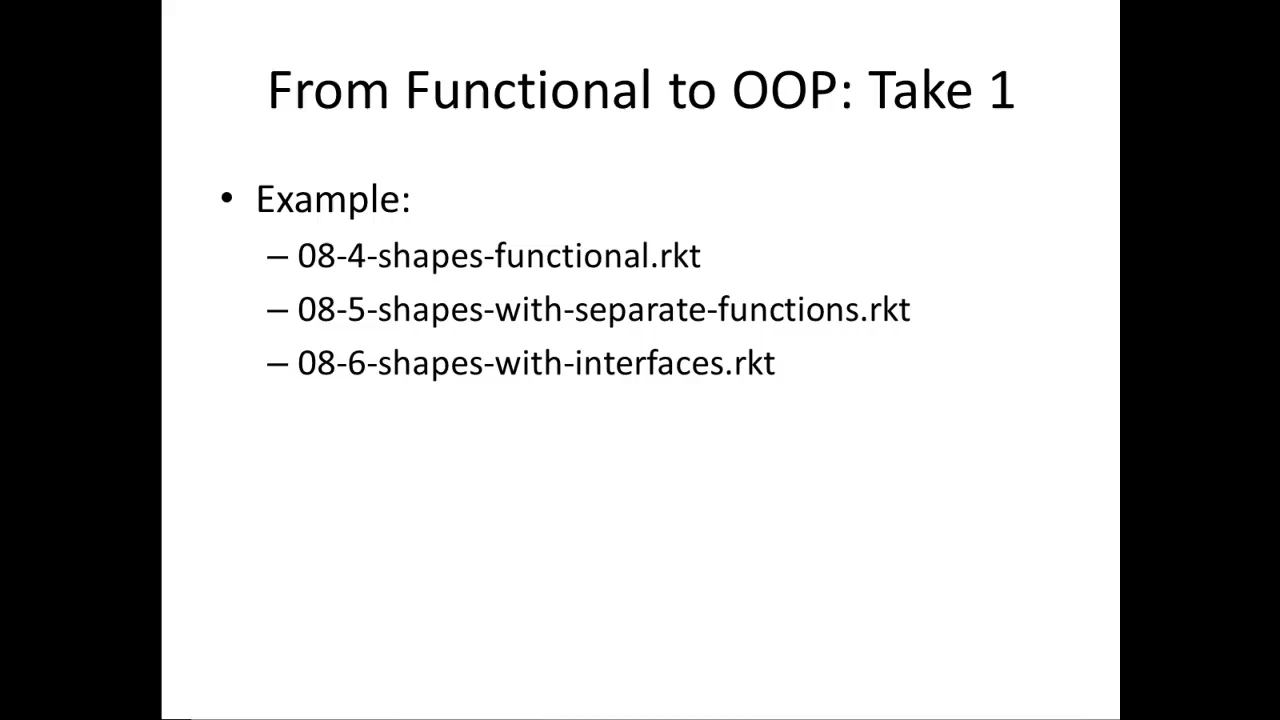 From Functional to OOP: Take 1
• Example:
– 08-4-shapes-functional.rkt
– 08-5-shapes-with-separate-functions.rkt
– 08-6-shapes-with-interfaces.rkt